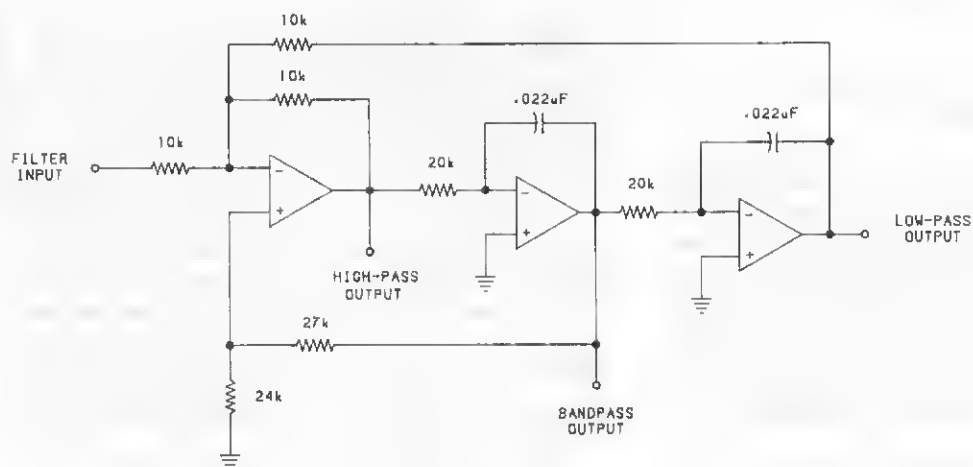 10k
10k
.022uF
.022uF
10k
FILTER
INPUT
20k
20k
-
+
-
+
-
+
LOW-PASS
OUTPUT
HIGH-PASS
OUTPUT
27k
24k
BANDPASS
OUTPUT